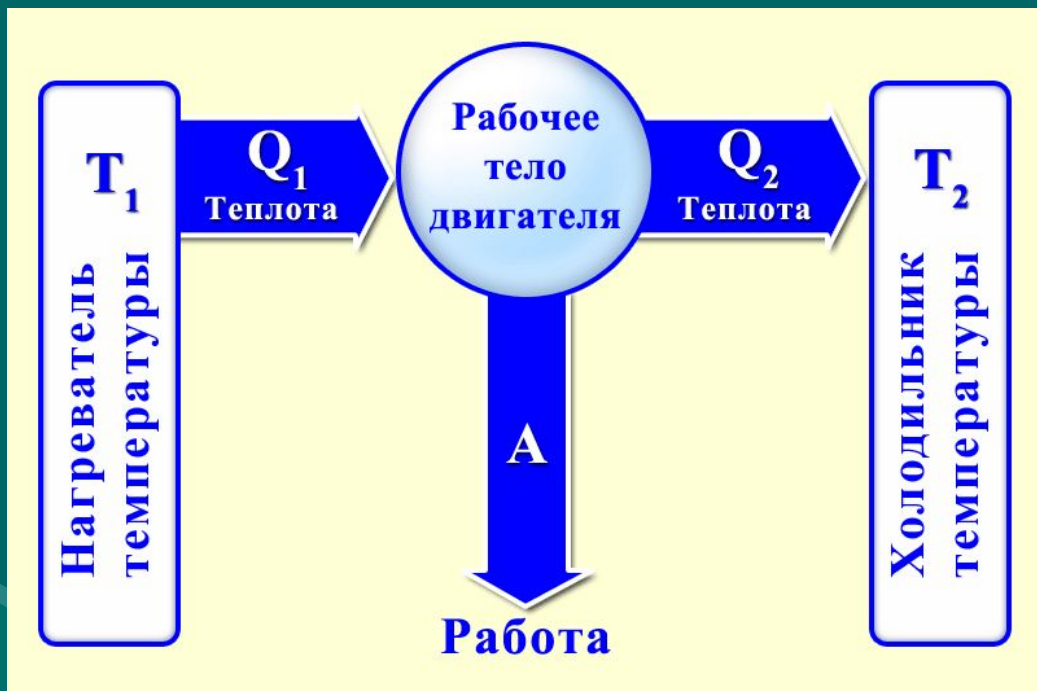 T₁
Нагреватель
температуры
Q₁
Теплота
Рабочее
тело
двигателя
Q₂
Теплота
T₂
Холодильник
температуры
А
Работа